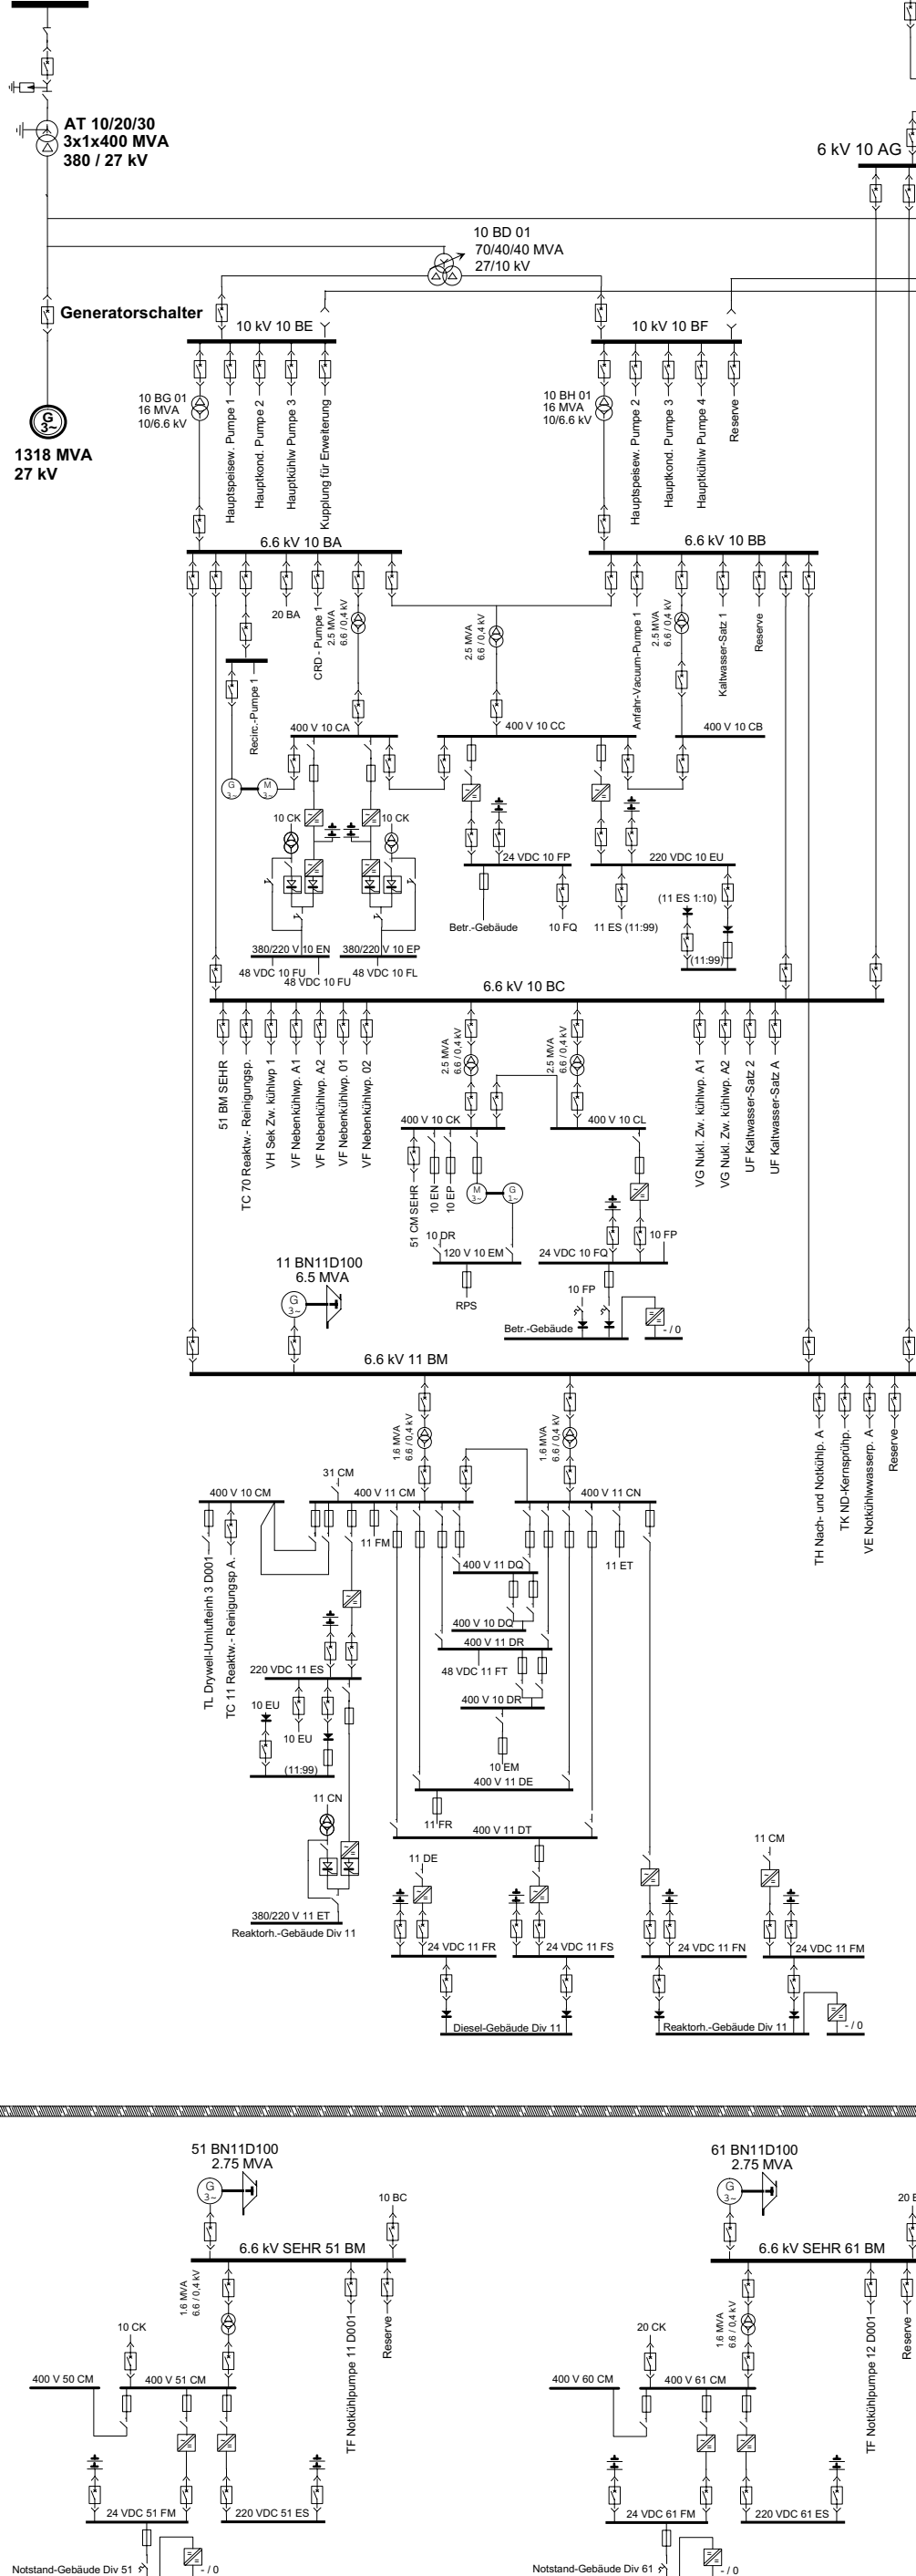 AT 10/20/30
3x1x400 MVA
380 / 27 kV
6 kV 10 AG
10 BD 01
70/40/40 MVA
27/10 kV
Generatorschalter
10 kV 10 BE
10 kV 10 BF
G
3~
1318 MVA
27 kV
10 BG 01
16 MVA
10/6.6 kV
Hauptspeisew. Pumpe 1
Hauptkond. Pumpe 2
Hauptkühlw Pumpe 3
Kupplung für Erweiterung
10 BH 01
16 MVA
10/6.6 kV
Hauptspeisew. Pumpe 2
Hauptkond. Pumpe 3
Hauptkühlw Pumpe 4
Reserve
6.6 kV 10 BA
6.6 kV 10 BB
20 BA
CRD - Pumpe 1
2.5 MVA
6.6 / 0,4 kV
2.5 MVA
6.6 / 0,4 kV
Anfahr-Vacuum-Pumpe 1
2.5 MVA
6.6 / 0,4 kV
Kaltwasser-Satz 1
Reserve
Recirc.-Pumpe 1
400 V 10 CA
400 V 10 CC
400 V 10 CB
G
3~
M
3~
10 CK
10 CK
24 VDC 10 FP
220 VDC 10 EU
Betr.-Gebäude
10 FQ
11 ES (11:99)
(11 ES 1:10)
(11:99)
380/220 V 10 EN
380/220 V 10 EP
48 VDC 10 FU
48 VDC 10 FU
48 VDC 10 FL
6.6 kV 10 BC
51 BM SEHR
TC 70 Reaktw.- Reinigungsp.
VH Sek Zw. kühlwp 1
VF Nebenkühlwp. A1
VF Nebenkühlwp. A2
VF Nebenkühlwp. 01
VF Nebenkühlwp. 02
2.5 MVA
6.6 / 0,4 kV
2.5 MVA
6.6 / 0,4 kV
VG Nukl. Zw. kühlwp. A1
VG Nukl. Zw. kühlwp. A2
UF Kaltwasser-Satz 2
UF Kaltwasser-Satz A
400 V 10 CK
400 V 10 CL
51 CM SEHR
10 EN
10 EP
M
3~
G
1~
10 DR
120 V 10 EM
RPS
24 VDC 10 FQ
10 FP
10 FP
Betr.-Gebäude
- / 0
11 BN11D100
6.5 MVA
G
3~
6.6 kV 11 BM
1.6 MVA
6.6 / 0,4 kV
1.6 MVA
6.6 / 0,4 kV
TH Nach- und Notkühlp. A
TK ND-Kernsprühp.
VE Notkühlwwasserp. A
Reserve
31 CM
400 V 10 CM
400 V 11 CM
400 V 11 CN
TL Drywell-Umlufteinh 3 D001
TC 11 Reaktw.- Reinigungsp A.
11 FM
11 ET
400 V 11 DQ
400 V 10 DQ
400 V 11 DR
48 VDC 11 FT
400 V 10 DR
10 EM
220 VDC 11 ES
10 EU
10 EU
(11:99)
400 V 11 DE
11 FR
11 CN
400 V 11 DT
380/220 V 11 ET
Reaktorh.-Gebäude Div 11
11 DE
11 CM
24 VDC 11 FR
24 VDC 11 FS
24 VDC 11 FN
24 VDC 11 FM
Diesel-Gebäude Div 11
Reaktorh.-Gebäude Div 11
- / 0
51 BN11D100
2.75 MVA
G
3~
10 BC
6.6 kV SEHR 51 BM
1.6 MVA
6.6 / 0,4 kV
TF Notkühlpumpe 11 D001
Reserve
10 CK
400 V 50 CM
400 V 51 CM
24 VDC 51 FM
220 VDC 51 ES
Notstand-Gebäude Div 51
- / 0
61 BN11D100
2.75 MVA
G
3~
6.6 kV SEHR 61 BM
1.6 MVA
6.6 / 0,4 kV
TF Notkühlpumpe 12 D001
Reserve
20 CK
400 V 60 CM
400 V 61 CM
24 VDC 61 FM
220 VDC 61 ES
Notstand-Gebäude Div 61
- / 0